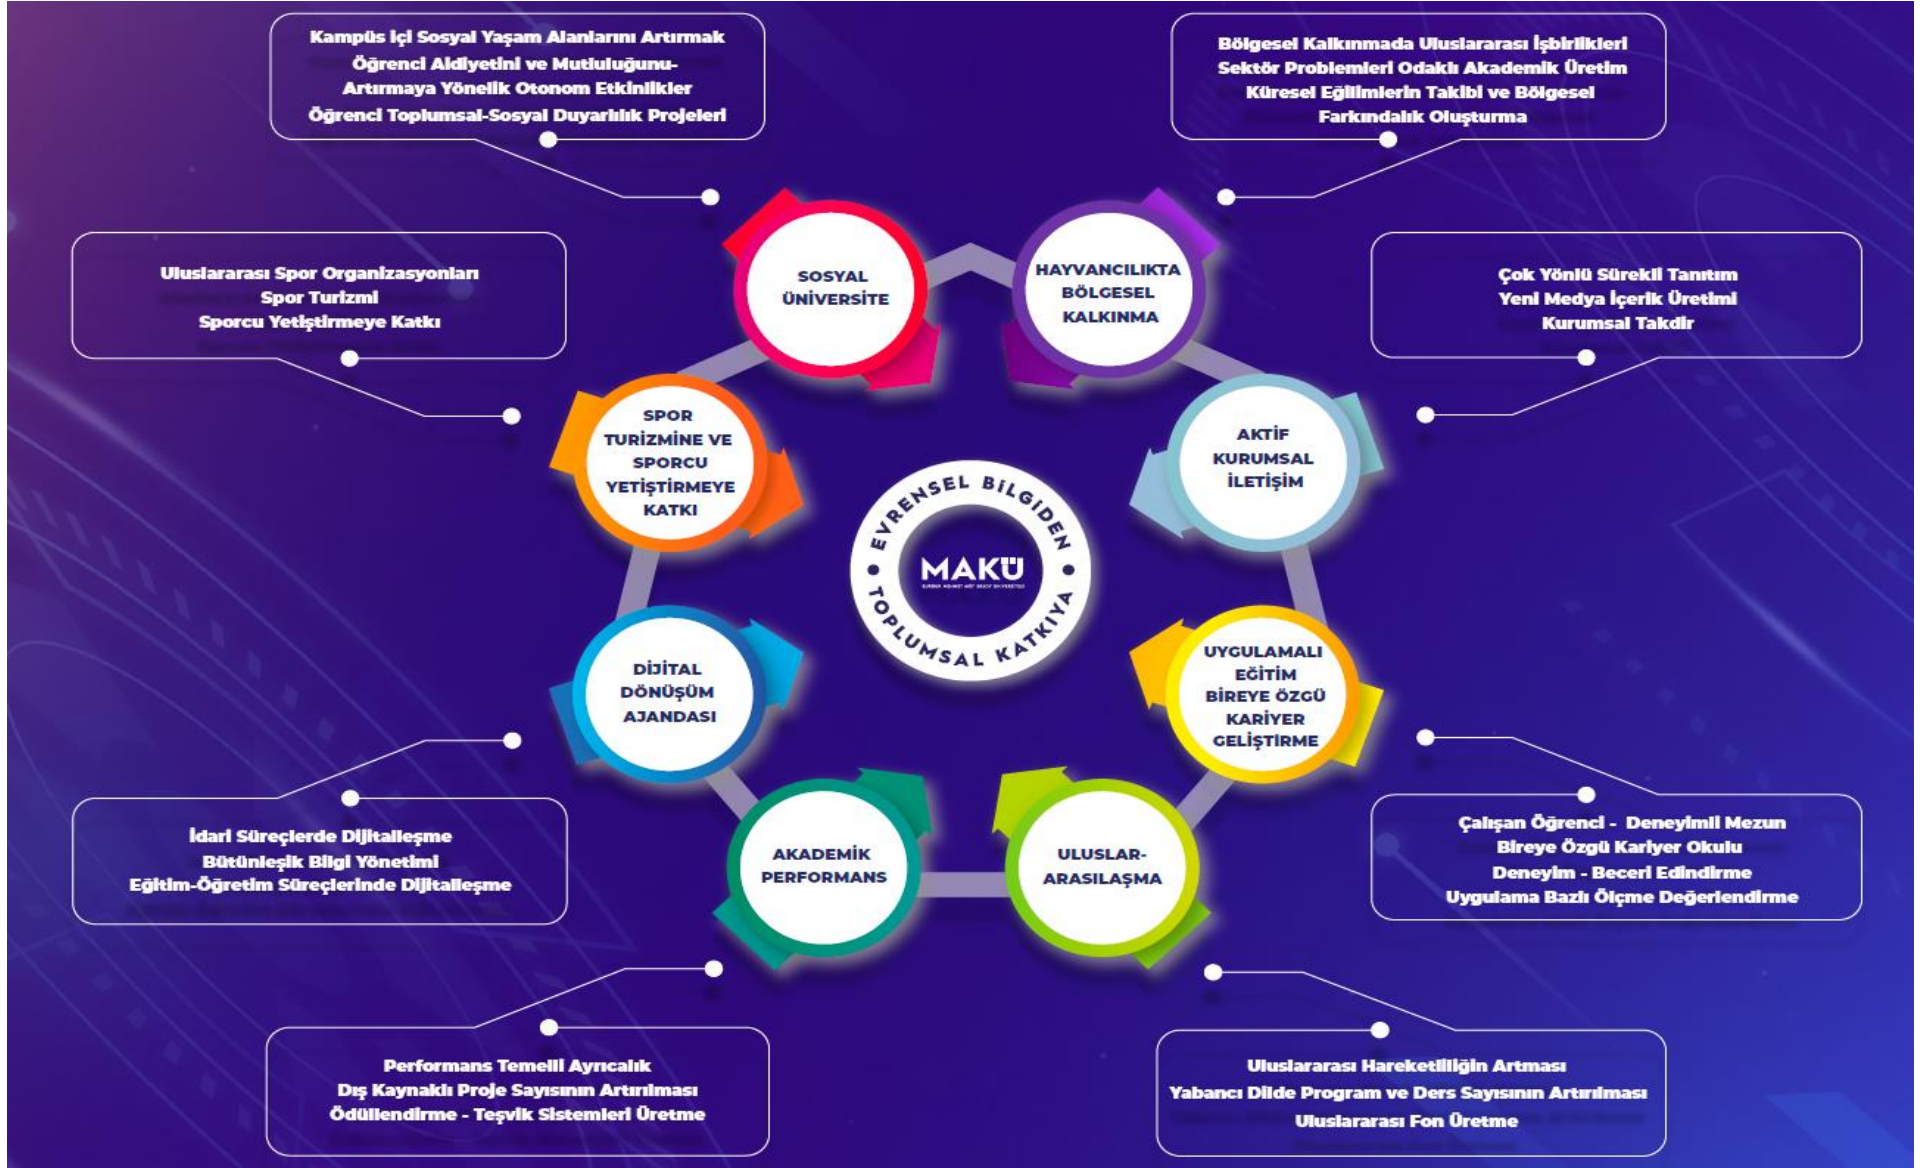 Kampüs İçi Sosyal Yaşam Alanlarını Artırmak
Öğrenci Aidiyetini ve Mutluluğunu-
Artırmaya Yönelik Otonom Etkinlikler
Öğrenci Toplumsal-Sosyal Duyarlılık Projeleri
Bölgesel Kalkınmada Uluslararası İşbirlikleri
Sektör Problemleri Odaklı Akademik Üretim
Küresel Eğilimlerin Takibi ve Bölgesel
Farkındalık Oluşturma
Uluslararası Spor Organizasyonları
Spor Turizmi
Sporcu Yetiştirmeye Katkı
Çok Yönlü Sürekli Tanıtım
Yeni Medya İçerik Üretimi
Kurumsal Takdir
SOSYAL
ÜNİVERSİTE
HAYVANCILIKTA
BÖLGESEL
KALKINMA
SPOR
TURİZMİNE VE
SPORCU
YETİŞTİRMEYE
KATKI
AKTİF
KURUMSAL
İLETİŞİM
EVRENSEL BİLGİDEN
MAKÜ
BURDUR MEHMET AKİF ERSOY ÜNİVERSİTESİ
TOPLUMSAL KATKIYA
DİJİTAL
DÖNÜŞÜM
AJANDASI
UYGULAMALI
EĞİTİM
BİREYE ÖZGÜ
KARİYER
GELİŞTİRME
AKADEMİK
PERFORMANS
ULUSLAR-
ARASILAŞMA
İdari Süreçlerde Dijitalleşme
Bütünleşik Bilgi Yönetimi
Eğitim-Öğretim Süreçlerinde Dijitalleşme
Çalışan Öğrenci - Deneyimli Mezun
Bireye Özgü Kariyer Okulu
Deneyim - Beceri Edindirme
Uygulama Bazlı Ölçme Değerlendirme
Performans Temelli Ayrıcalık
Dış Kaynaklı Proje Sayısının Artırılması
Ödüllendirme - Teşvik Sistemleri Üretme
Uluslararası Hareketliliğin Artması
Yabancı Dilde Program ve Ders Sayısının Artırılması
Uluslararası Fon Üretme